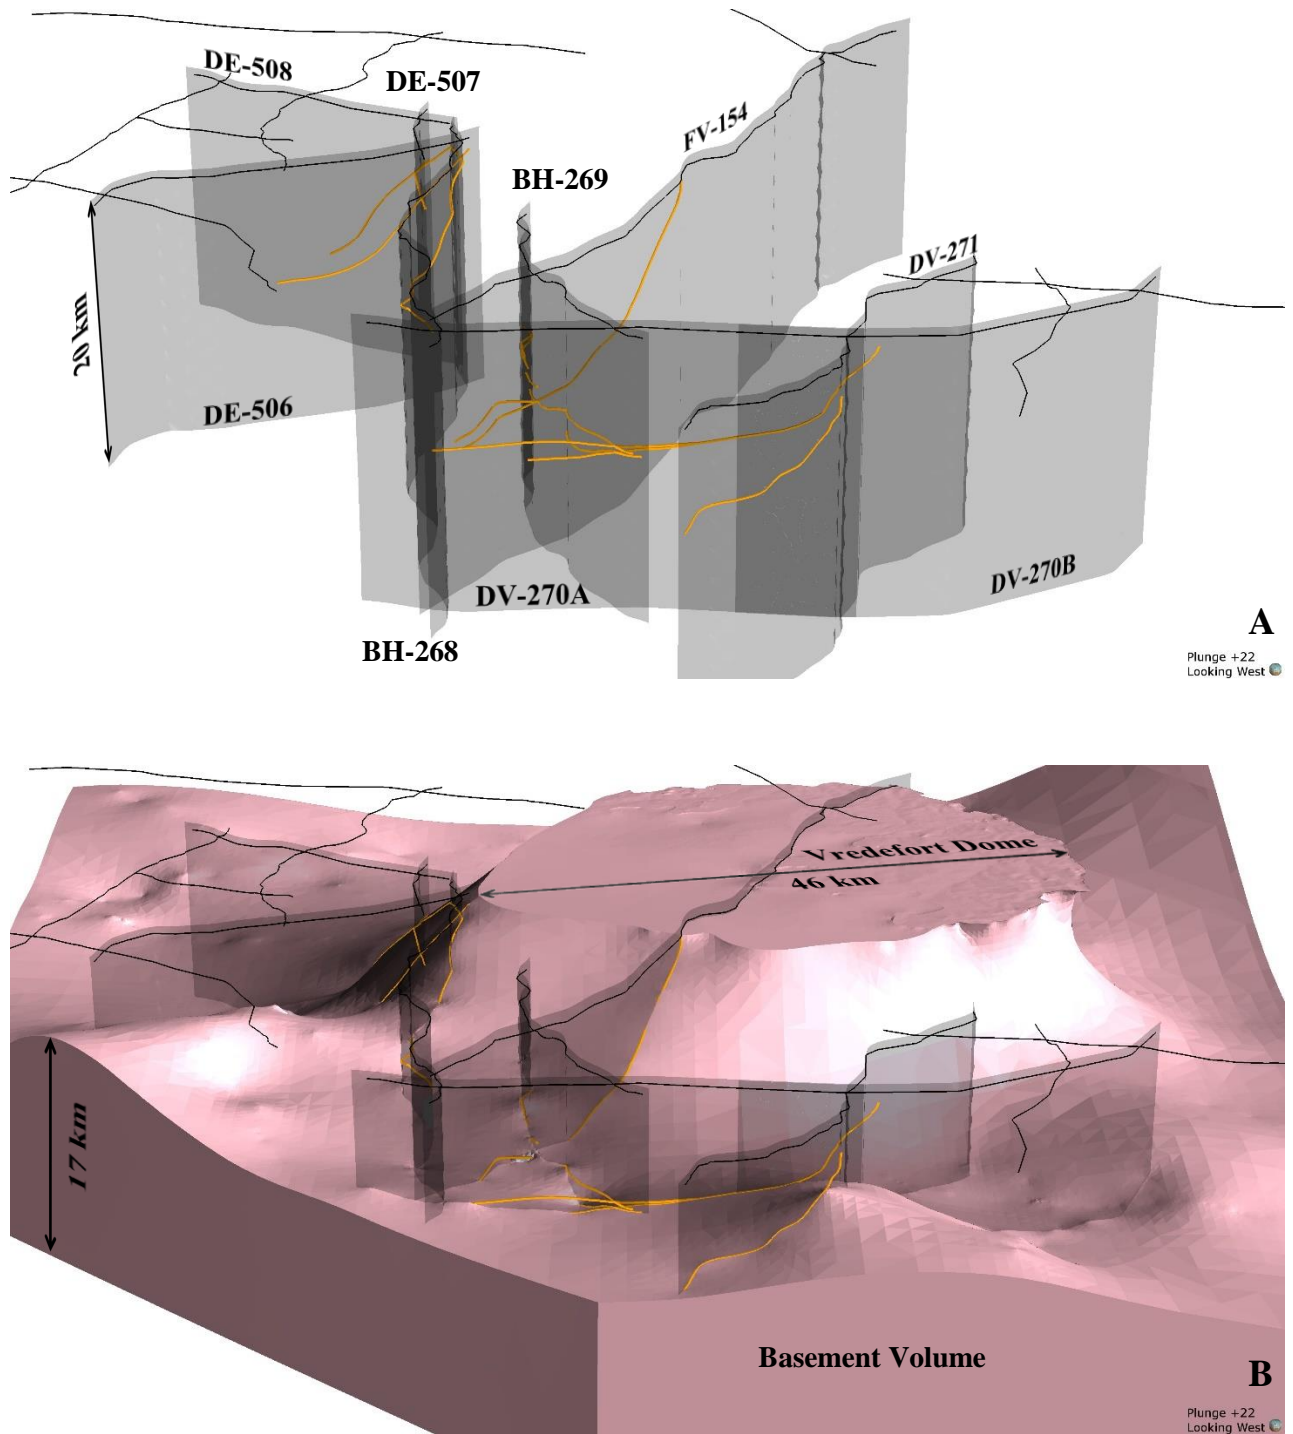 DE-508
DE-507
FV-154
BH-269
DV-271
20 km
DE-506
DV-270A
DV-270B
BH-268
A
Plunge +22
Looking West
Vredefort Dome
46 km
17 km
Basement Volume
B
Plunge +22
Looking West